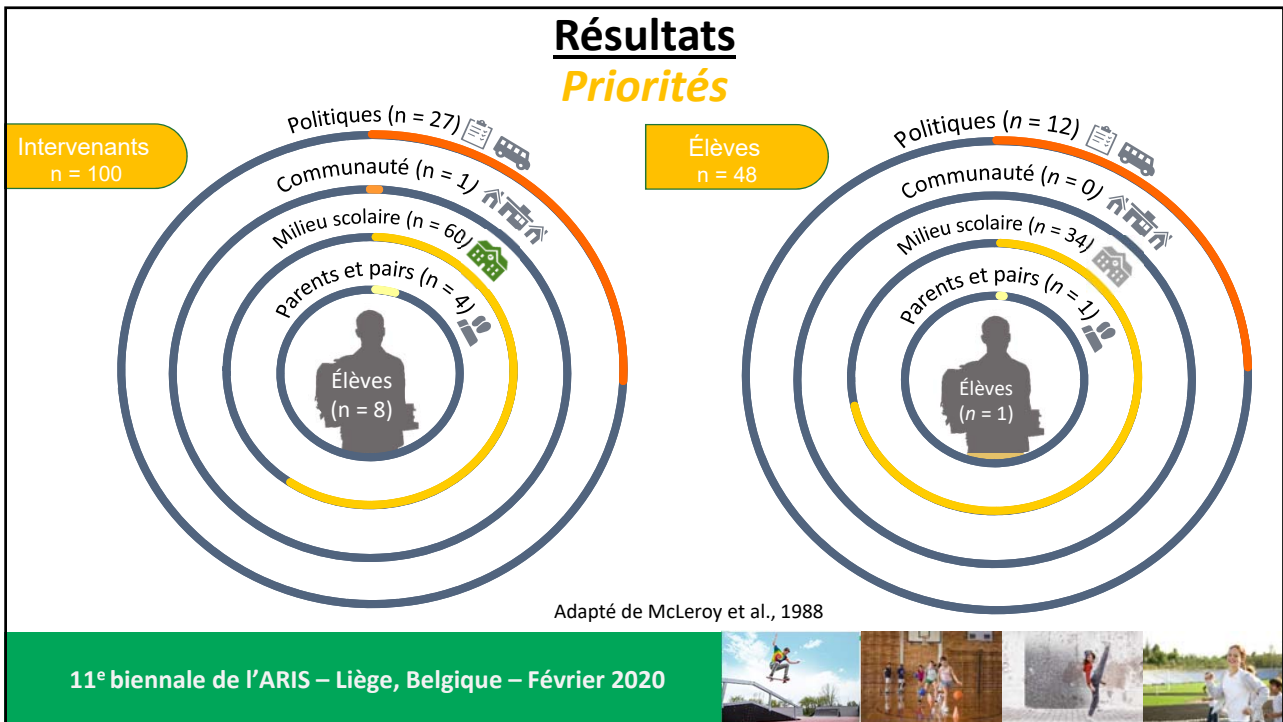 Résultats
Priorités
Intervenants
n = 100
Politiques (n = 27)
Communauté (n = 1)
Milieu scolaire (n = 60)
Parents et pairs (n = 4)
Élèves
(n = 8)
Élèves
n = 48
Politiques (n = 12)
Communauté (n = 0)
Milieu scolaire (n = 34)
Parents et pairs (n = 1)
Élèves
(n = 1)
Adapté de McLeroy et al., 1988
11e biennale de l'ARIS – Liège, Belgique – Février 2020